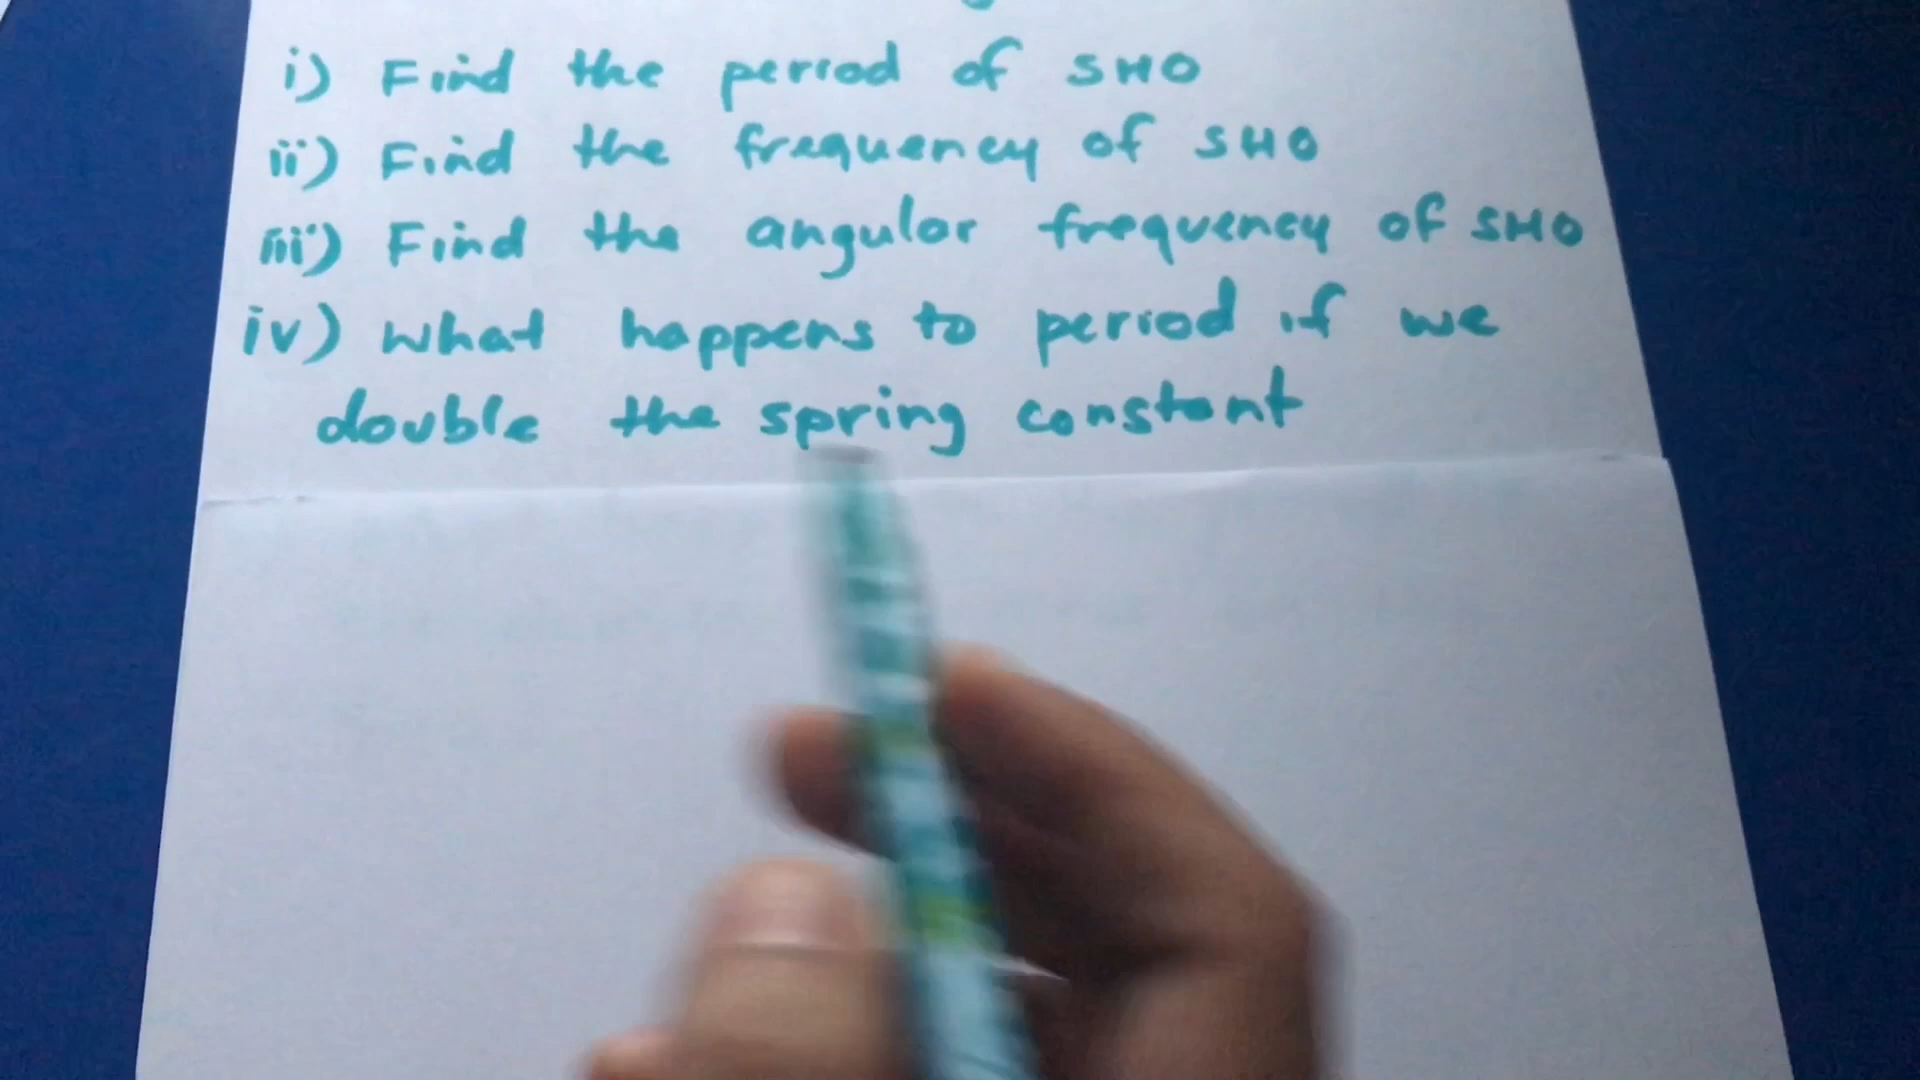 i) Find the period of SHO
ii) Find the frequency of SHO
iii) Find the angular frequency of SHO
iv) What happens to period if we
double the spring constant